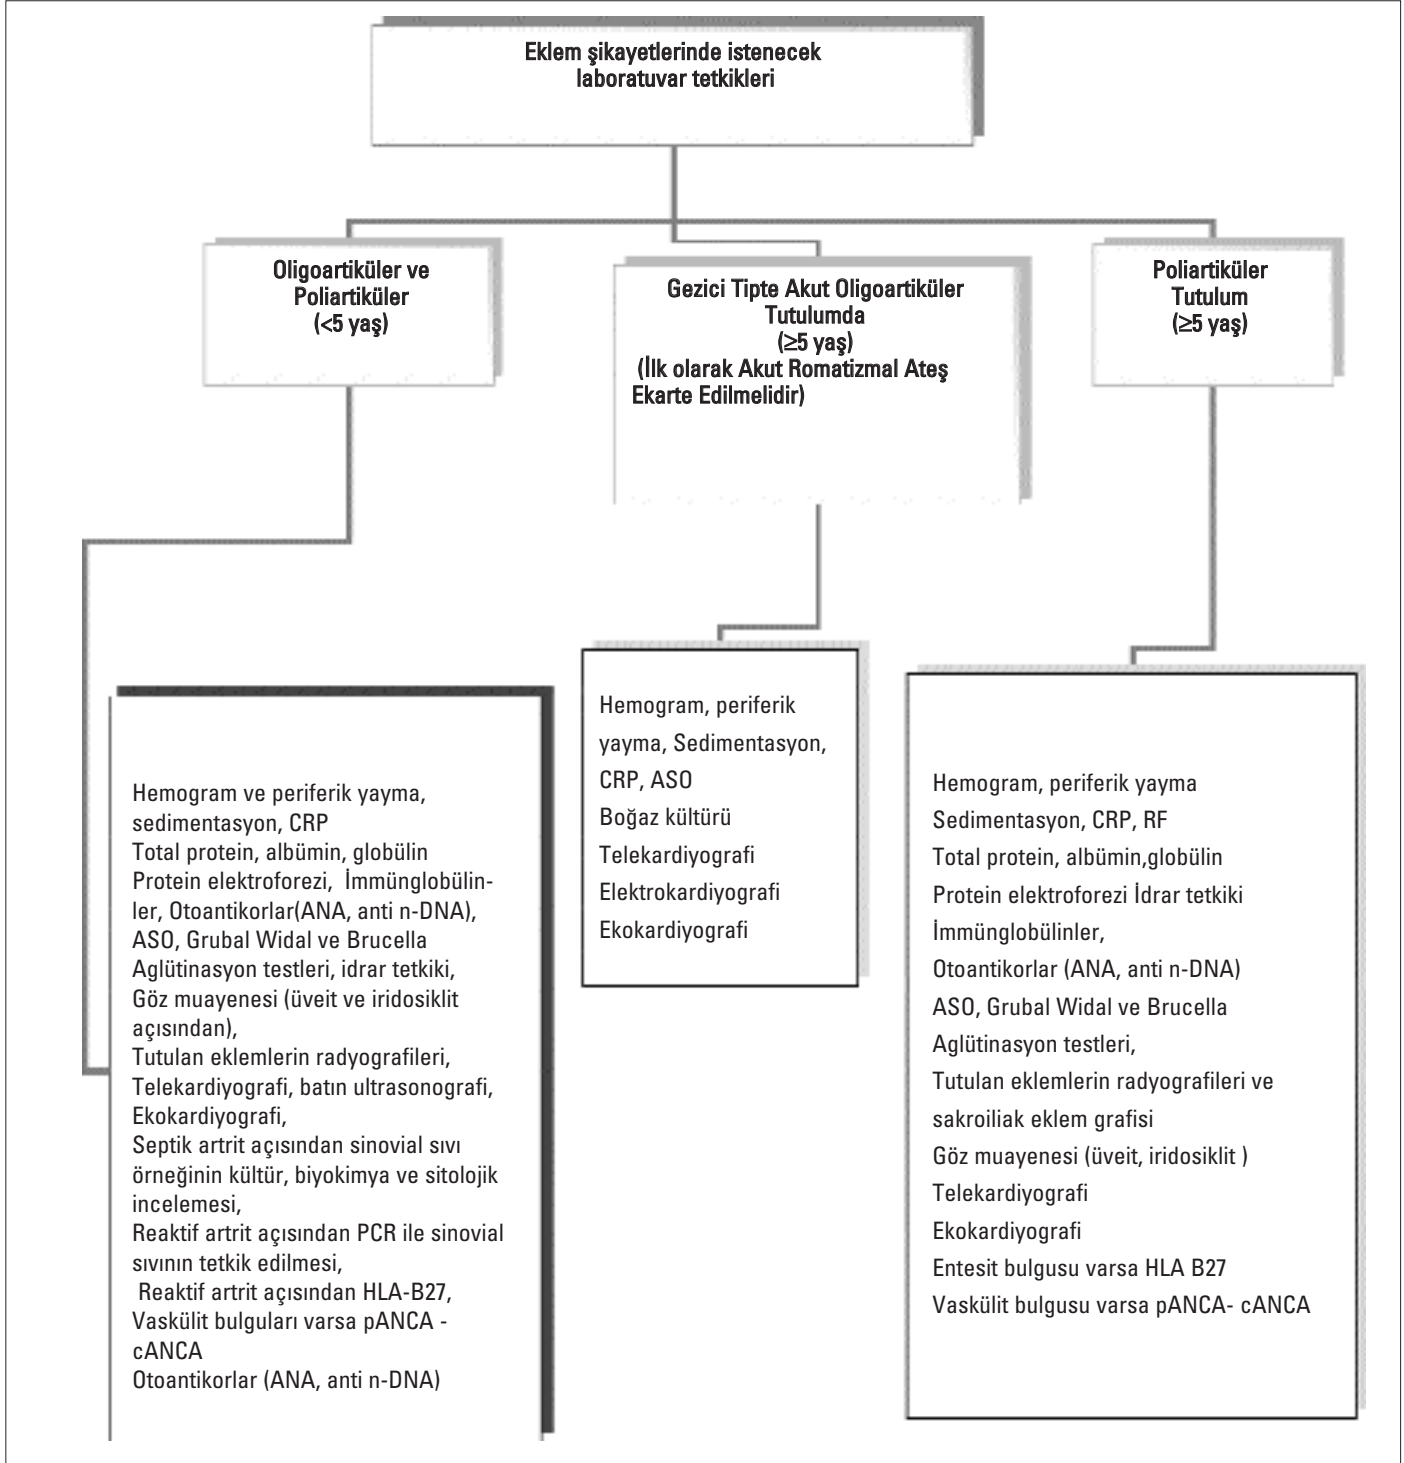 Eklem şikayetlerinde istenecek
laboratuvar tetkikleri
Oligoartiküler ve
Poliartiküler
(<5 yaş)
Gezici Tipte Akut Oligoartiküler
Tutulumda
(≥5 yaş)
(İlk olarak Akut Romatizmal Ateş
Ekarte Edilmelidir)
Poliartiküler
Tutulum
(≥5 yaş)
Hemogram ve periferik yayma,
sedimentasyon, CRP
Total protein, albümin, globülin
Protein elektroforezi, İmmünglobülin-
ler, Otoantikorlar(ANA, anti n-DNA),
ASO, Grubal Widal ve Brucella
Aglütinasyon testleri, idrar tetkiki,
Göz muayenesi (üveit ve iridosiklit
açısından),
Tutulan eklemlerin radyografileri,
Telekardiyografi, batın ultrasonografi,
Ekokardiyografi,
Septik artrit açısından sinovial sıvı
örneğinin kültür, biyokimya ve sitolojik
incelemesi,
Reaktif artrit açısından PCR ile sinovial
sıvının tetkik edilmesi,
Reaktif artrit açısından HLA-B27,
Vaskülit bulguları varsa pANCA -
cANCA
Otoantikorlar (ANA, anti n-DNA)
Hemogram, periferik
yayma, Sedimentasyon,
CRP, ASO
Boğaz kültürü
Telekardiyografi
Elektrokardiyografi
Ekokardiyografi
Hemogram, periferik yayma
Sedimentasyon, CRP, RF
Total protein, albümin,globülin
Protein elektroforezi İdrar tetkiki
İmmünglobülinler,
Otoantikorlar (ANA, anti n-DNA)
ASO, Grubal Widal ve Brucella
Aglütinasyon testleri,
Tutulan eklemlerin radyografileri ve
sakroiliak eklem grafisi
Göz muayenesi (üveit, iridosiklit )
Telekardiyografi
Ekokardiyografi
Entesit bulgusu varsa HLA B27
Vaskülit bulgusu varsa pANCA- cANCA